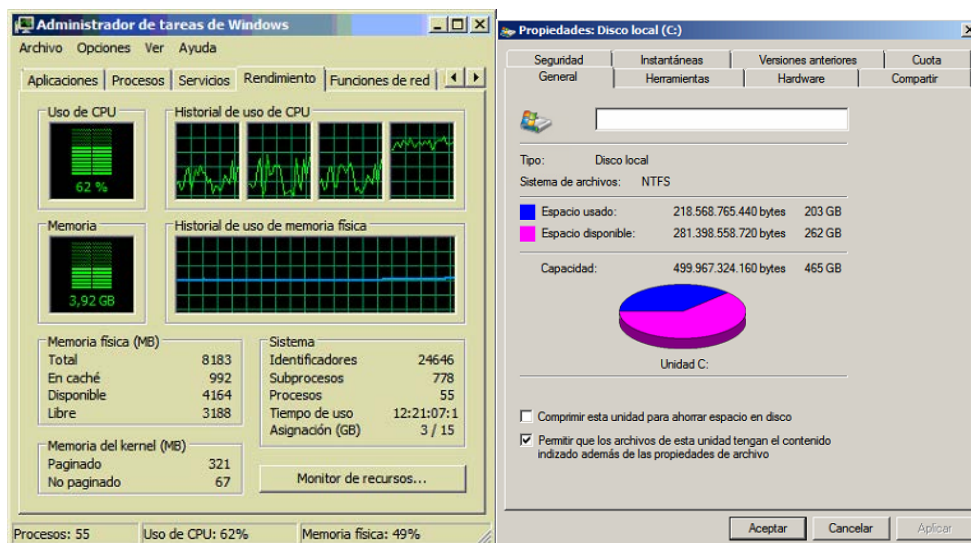 Administrador de tareas de Windows
Archivo Opciones Ver Ayuda
Aplicaciones Procesos Servicios Rendimiento Funciones de red
Uso de CPU
62 %
Historial de uso de CPU
Memoria
3,92 GB
Historial de uso de memoria física
Memoria física (MB)
Total 8183
En caché 992
Disponible 4164
Libre 3188
Memoria del kernel (MB)
Paginado 321
No paginado 67
Sistema
Identificadores 24646
Subprocesos 778
Procesos 55
Tiempo de uso 12:21:07:1
Asignación (GB) 3 / 15
Monitor de recursos...
Procesos: 55 Uso de CPU: 62% Memoria física: 49%
Propiedades: Disco local (C:)
Seguridad Instantáneas Versiones anteriores Cuota
General Herramientas Hardware Compartir
Tipo: Disco local
Sistema de archivos: NTFS
Espacio usado: 218.568.765.440 bytes 203 GB
Espacio disponible: 281.398.558.720 bytes 262 GB
Capacidad: 499.967.324.160 bytes 465 GB
Unidad C:
Comprimir esta unidad para ahorrar espacio en disco
Permitir que los archivos de esta unidad tengan el contenido
indizado además de las propiedades de archivo
Aceptar Cancelar Aplicar